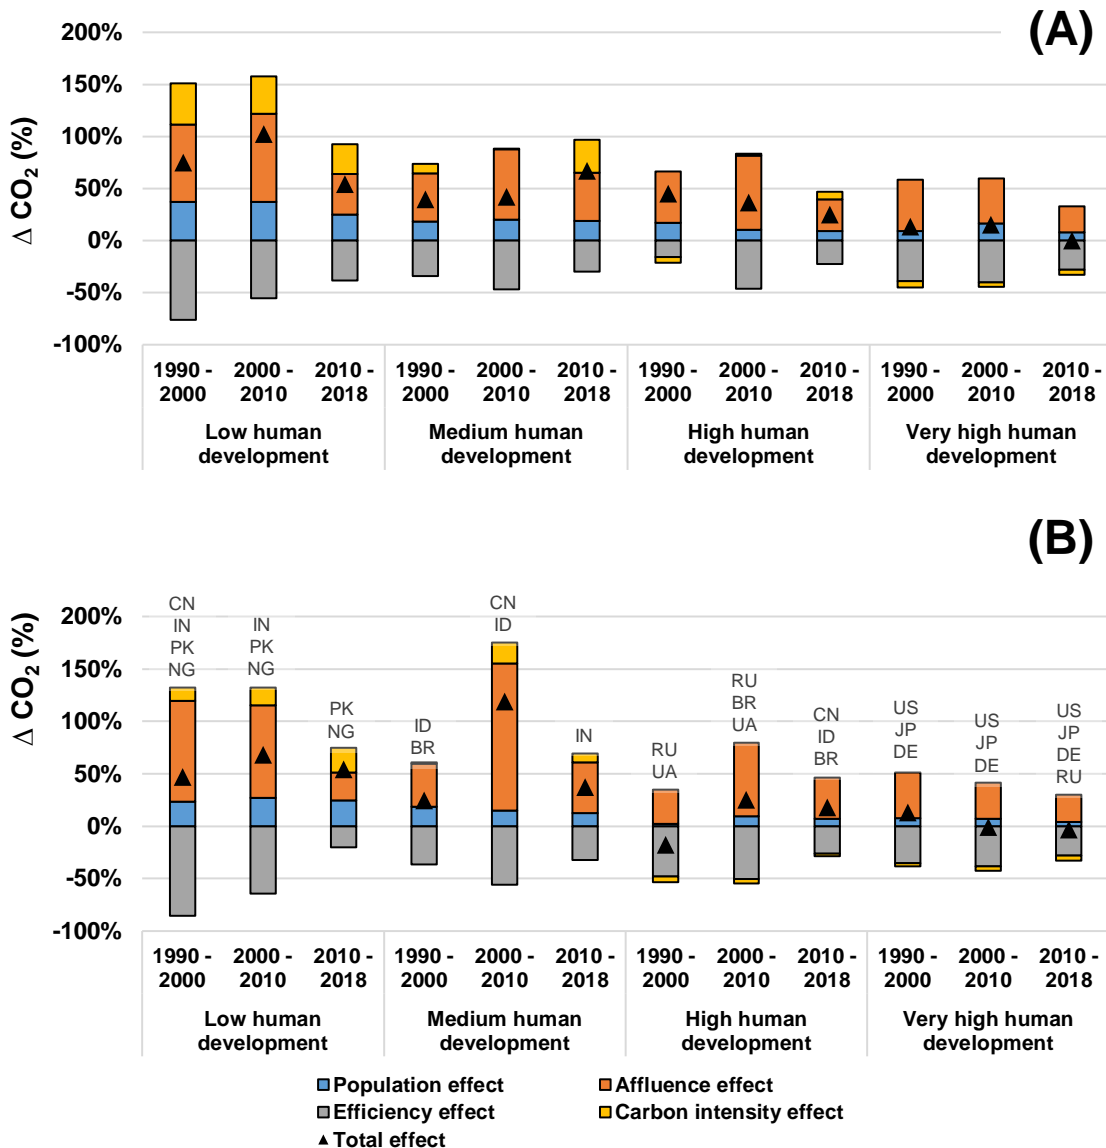 (A)
Δ CO2 (%)
200%
150%
100%
50%
0%
-50%
-100%
1990 - 2000 - 2010 - 1990 - 2000 - 2010 - 1990 - 2000 - 2010 - 1990 - 2000 - 2010 -
2000 2010 2018 2000 2010 2018 2000 2010 2018 2000 2010 2018
Low human Medium human High human Very high human
development development development development
(B)
Δ CO2 (%)
200%
150%
100%
50%
0%
-50%
-100%
CN
IN
PK
NG
IN
PK
NG
PK
NG
ID
BR
CN
ID
IN
RU
UA
RU
BR
UA
CN
ID
BR
US
JP
DE
US
JP
DE
US
JP
DE
RU
1990 - 2000 - 2010 - 1990 - 2000 - 2010 - 1990 - 2000 - 2010 - 1990 - 2000 - 2010 -
2000 2010 2018 2000 2010 2018 2000 2010 2018 2000 2010 2018
Low human Medium human High human Very high human
development development development development
Population effect Affluence effect
Efficiency effect Carbon intensity effect
Total effect